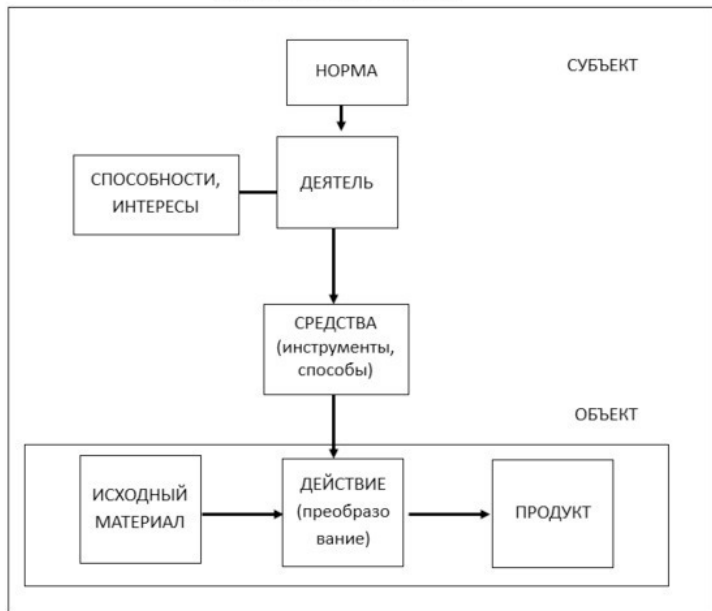 НОРМА
СУБЪЕКТ
СПОСОБНОСТИ,
ИНТЕРЕСЫ
ДЕЯТЕЛЬ
СРЕДСТВА
(инструменты,
способы)
ОБЪЕКТ
ИСХОДНЫЙ
МАТЕРИАЛ
ДЕЙСТВИЕ
(преобразо
вание)
ПРОДУКТ